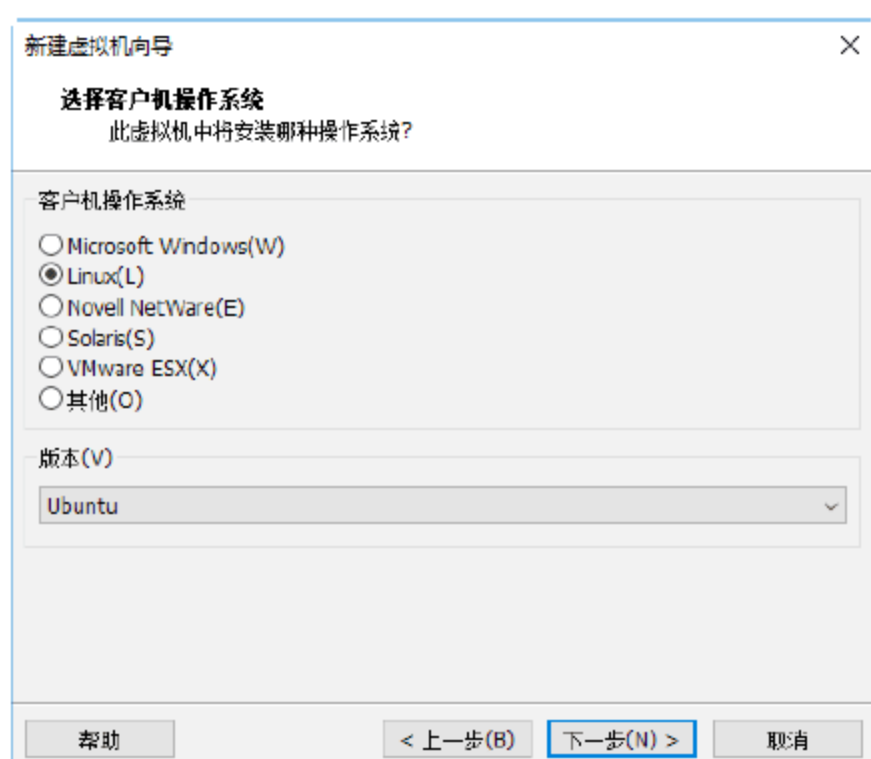 新建虚拟机向导
选择客户机操作系统
此虚拟机中将安装哪种操作系统?
客户机操作系统
Microsoft Windows(W)
Linux(L)
Novell NetWare(E)
Solaris(S)
VMware ESX(X)
其他(O)
版本(V)
Ubuntu
帮助
< 上一步(B)
下一步(N) >
取消